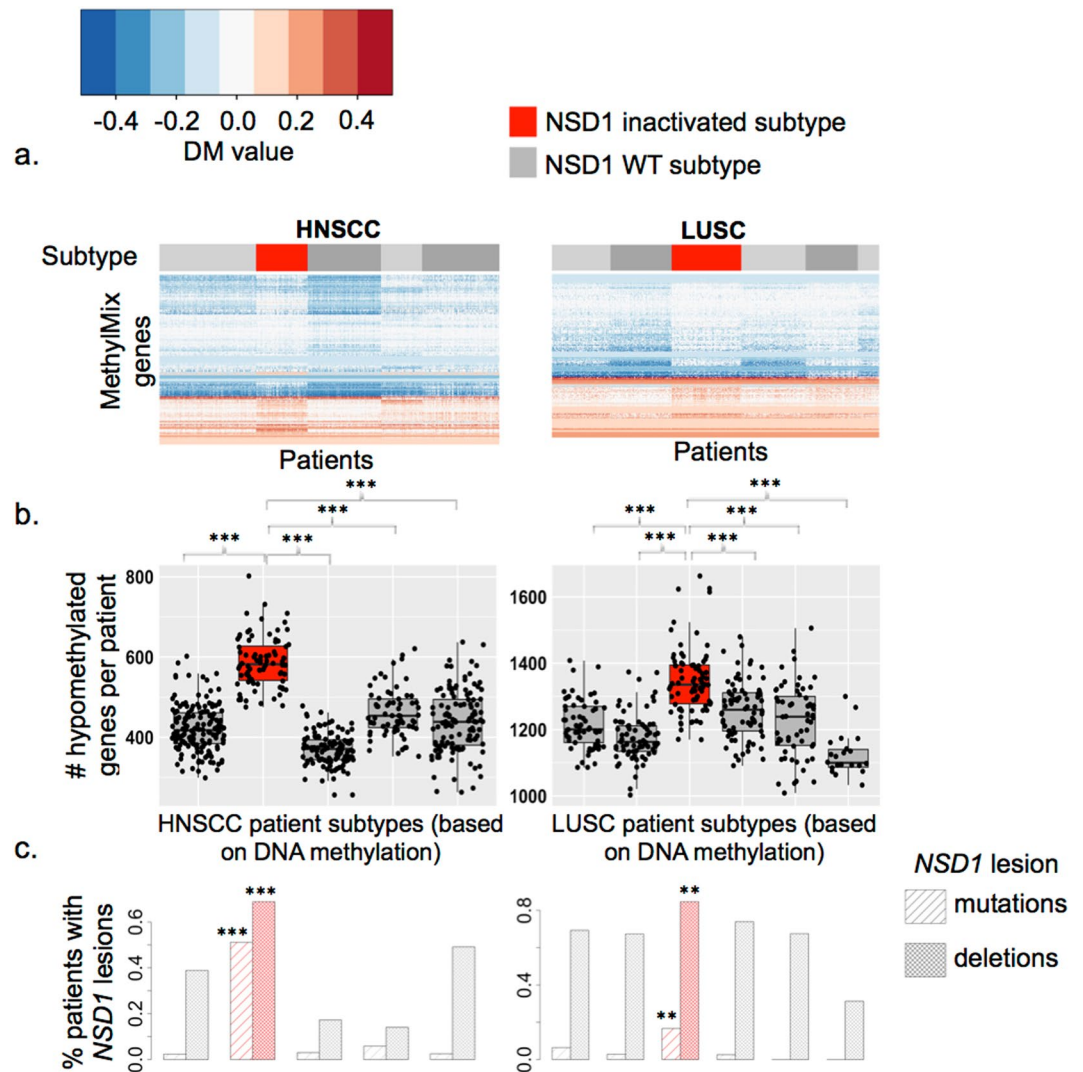 -0.4 -0.2 0.0 0.2 0.4
DM value
NSD1 inactivated subtype
NSD1 WT subtype
a.
HNSCC
LUSC
Subtype
MethylMix
genes
Patients
Patients
b.
*** *** *** ***
*** *** *** *** ***
# hypomethylated
genes per patient
800
600
400
1600
1400
1200
1000
HNSCC patient subtypes (based
on DNA methylation)
LUSC patient subtypes (based
on DNA methylation)
c.
% patients with
NSD1 lesions
0.6
0.4
0.2
0.0
*** ***
0.8
0.4
0.0
** **
NSD1 lesion
mutations
deletions